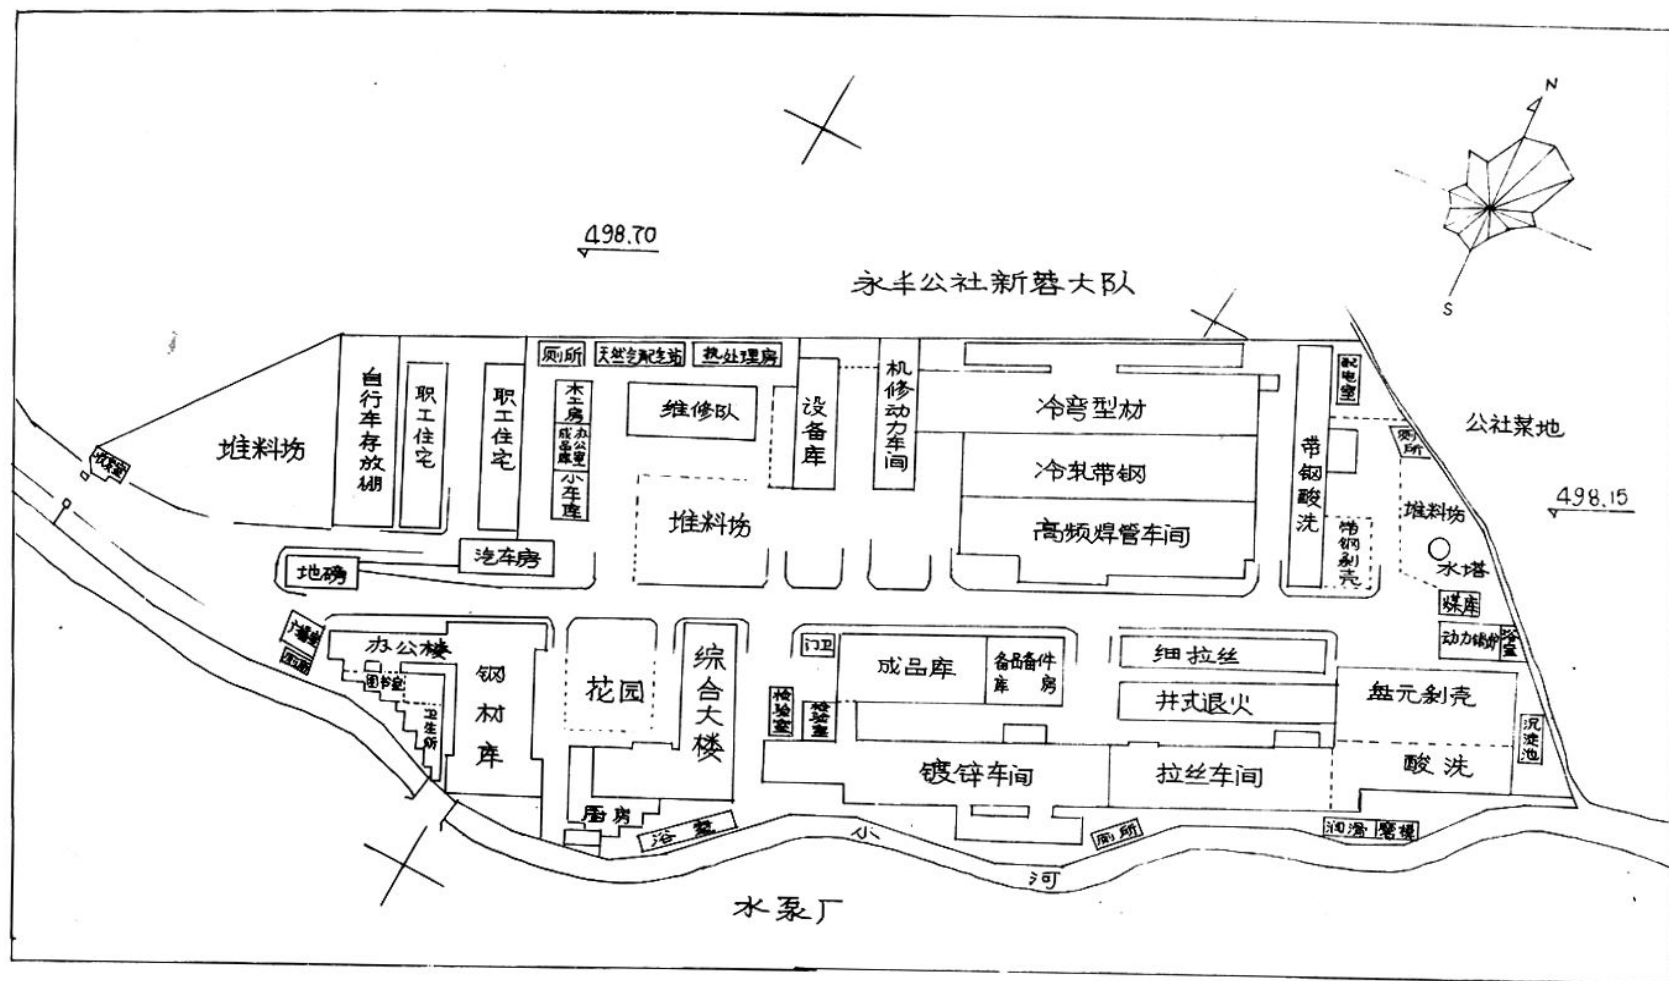 N
S
498.70
永丰公社新蓉大队
公社菜地
498.15
厕所
天然气配气站
热处理房
自行车存放棚
职工住宅
职工住宅
木工房
成品库
办公室
小车库
维修队
设备库
机修动力车间
冷弯型材
冷轧带钢
高频焊管车间
带钢酸洗
配电室
厕所
堆料场
收发室
堆料场
堆料场
带钢剥壳
水塔
汽车房
地磅
煤库
动力锅炉
浴室
厕所
办公楼
图书室
卫生所
钢材库
花园
综合大楼
门卫
检验室
检验室
成品库
备品库
备件房
细拉丝
井式退火
盘元剥壳
沉淀池
镀锌车间
拉丝车间
酸洗
厨房
浴室
小河
厕所
润滑
磨模
水泵厂